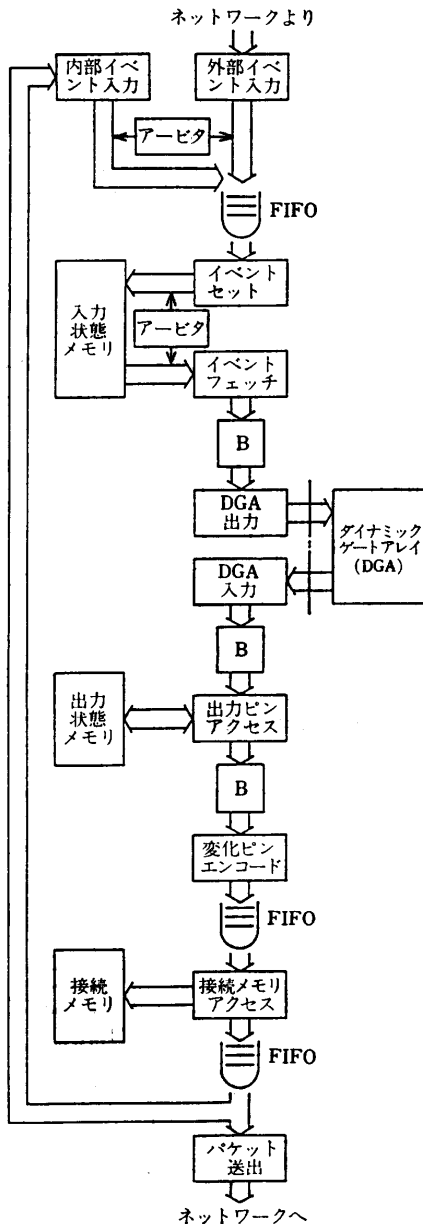 ネットワークより
内部イベ
ント入力
外部イベ
ント入力
アービタ
FIFO
イベント
セット
入力
状態
メモリ
アービタ
イベント
フェッチ
B
DGA
出力
ダイナミック
ゲートアレイ
(DGA)
DGA
入力
B
出力
状態
メモリ
出力ピン
アクセス
B
変化ピン
エンコード
FIFO
接続
メモリ
接続メモリ
アクセス
FIFO
パケット
送出
ネットワークへ